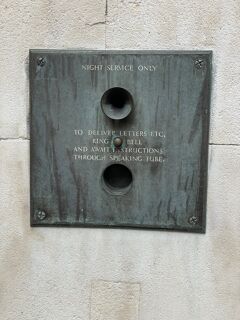 NIGHT SERVICE ONLY
TO DELIVER LETTERS ETC,
RING BELL
AND AWAIT INSTRUCTIONS
THROUGH SPEAKING TUBE.